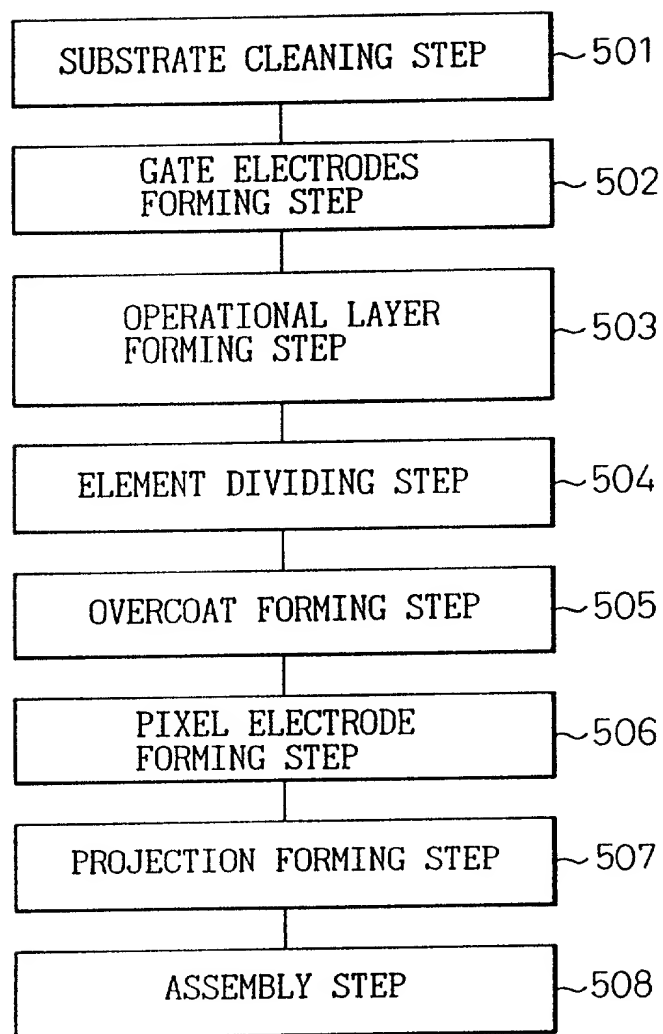 SUBSTRATE CLEANING STEP 501
GATE ELECTRODES
FORMING STEP
502
OPERATIONAL LAYER
FORMING STEP
503
ELEMENT DIVIDING STEP 504
OVERCOAT FORMING STEP 505
PIXEL ELECTRODE
FORMING STEP
506
PROJECTION FORMING STEP 507
ASSEMBLY STEP 508